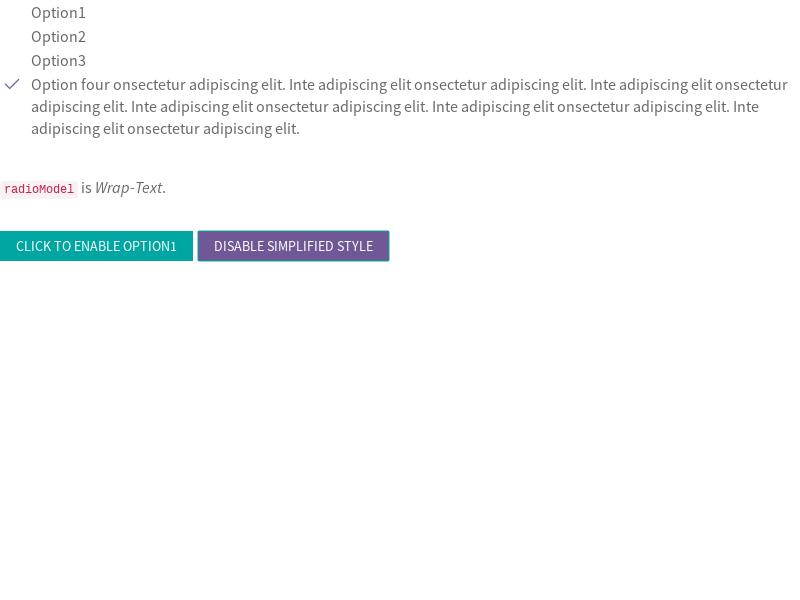 Option1
Option2
Option3
Option four onsectetur adipiscing elit. Inte adipiscing elit onsectetur adipiscing elit. Inte adipiscing elit onsectetur
adipiscing elit. Inte adipiscing elit onsectetur adipiscing elit. Inte adipiscing elit onsectetur adipiscing elit. Inte
adipiscing elit onsectetur adipiscing elit.
radioModel is Wrap-Text.
CLICK TO ENABLE OPTION1 DISABLE SIMPLIFIED STYLE